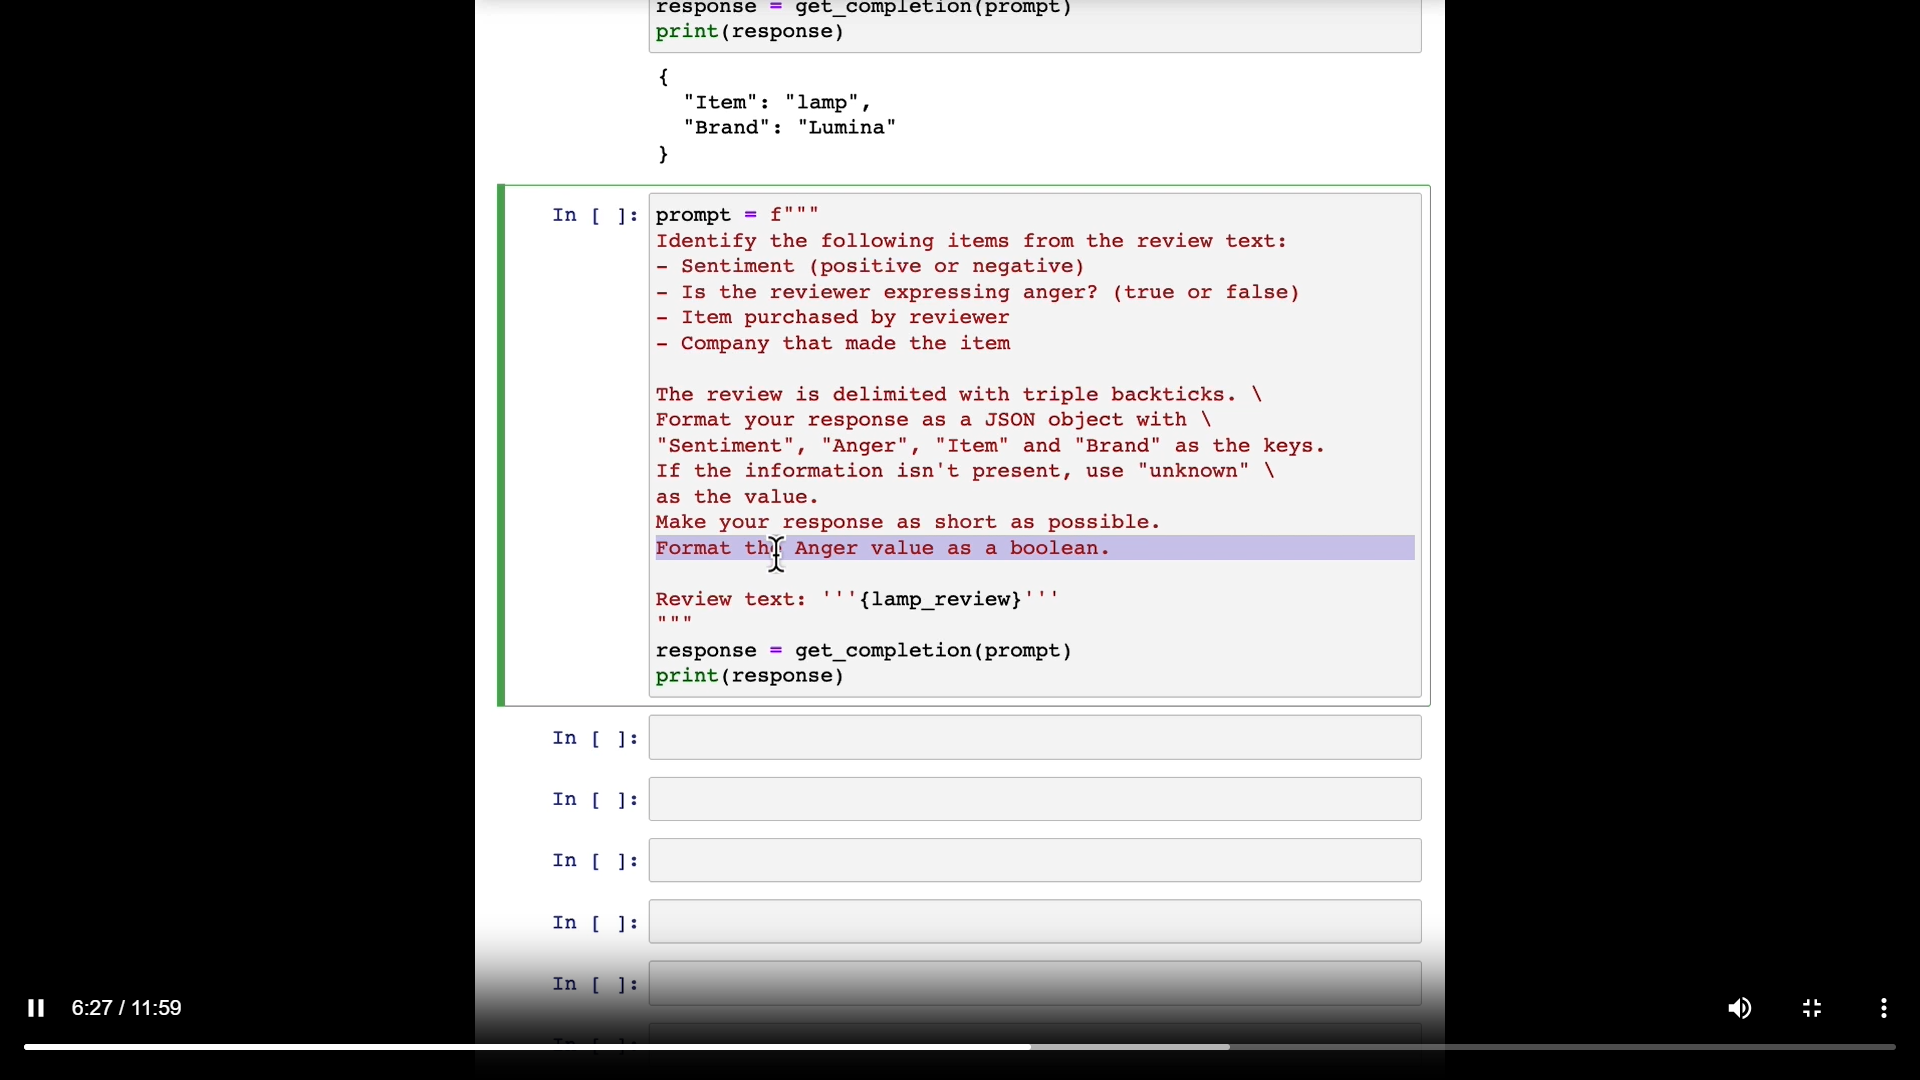 response = get_completion(prompt)
print(response)
{
"Item": "lamp",
"Brand": "Lumina"
}
In [ ]:
prompt = f"""
Identify the following items from the review text:
- Sentiment (positive or negative)
- Is the reviewer expressing anger? (true or false)
- Item purchased by reviewer
- Company that made the item
The review is delimited with triple backticks. \
Format your response as a JSON object with \
"Sentiment", "Anger", "Item" and "Brand" as the keys.
If the information isn't present, use "unknown" \
as the value.
Make your response as short as possible.
Format the Anger value as a boolean.
Review text: '''{lamp_review}'''
"""
response = get_completion(prompt)
print(response)
In [ ]:
In [ ]:
In [ ]:
In [ ]:
In [ ]:
In [ ]:
6:27 / 11:59